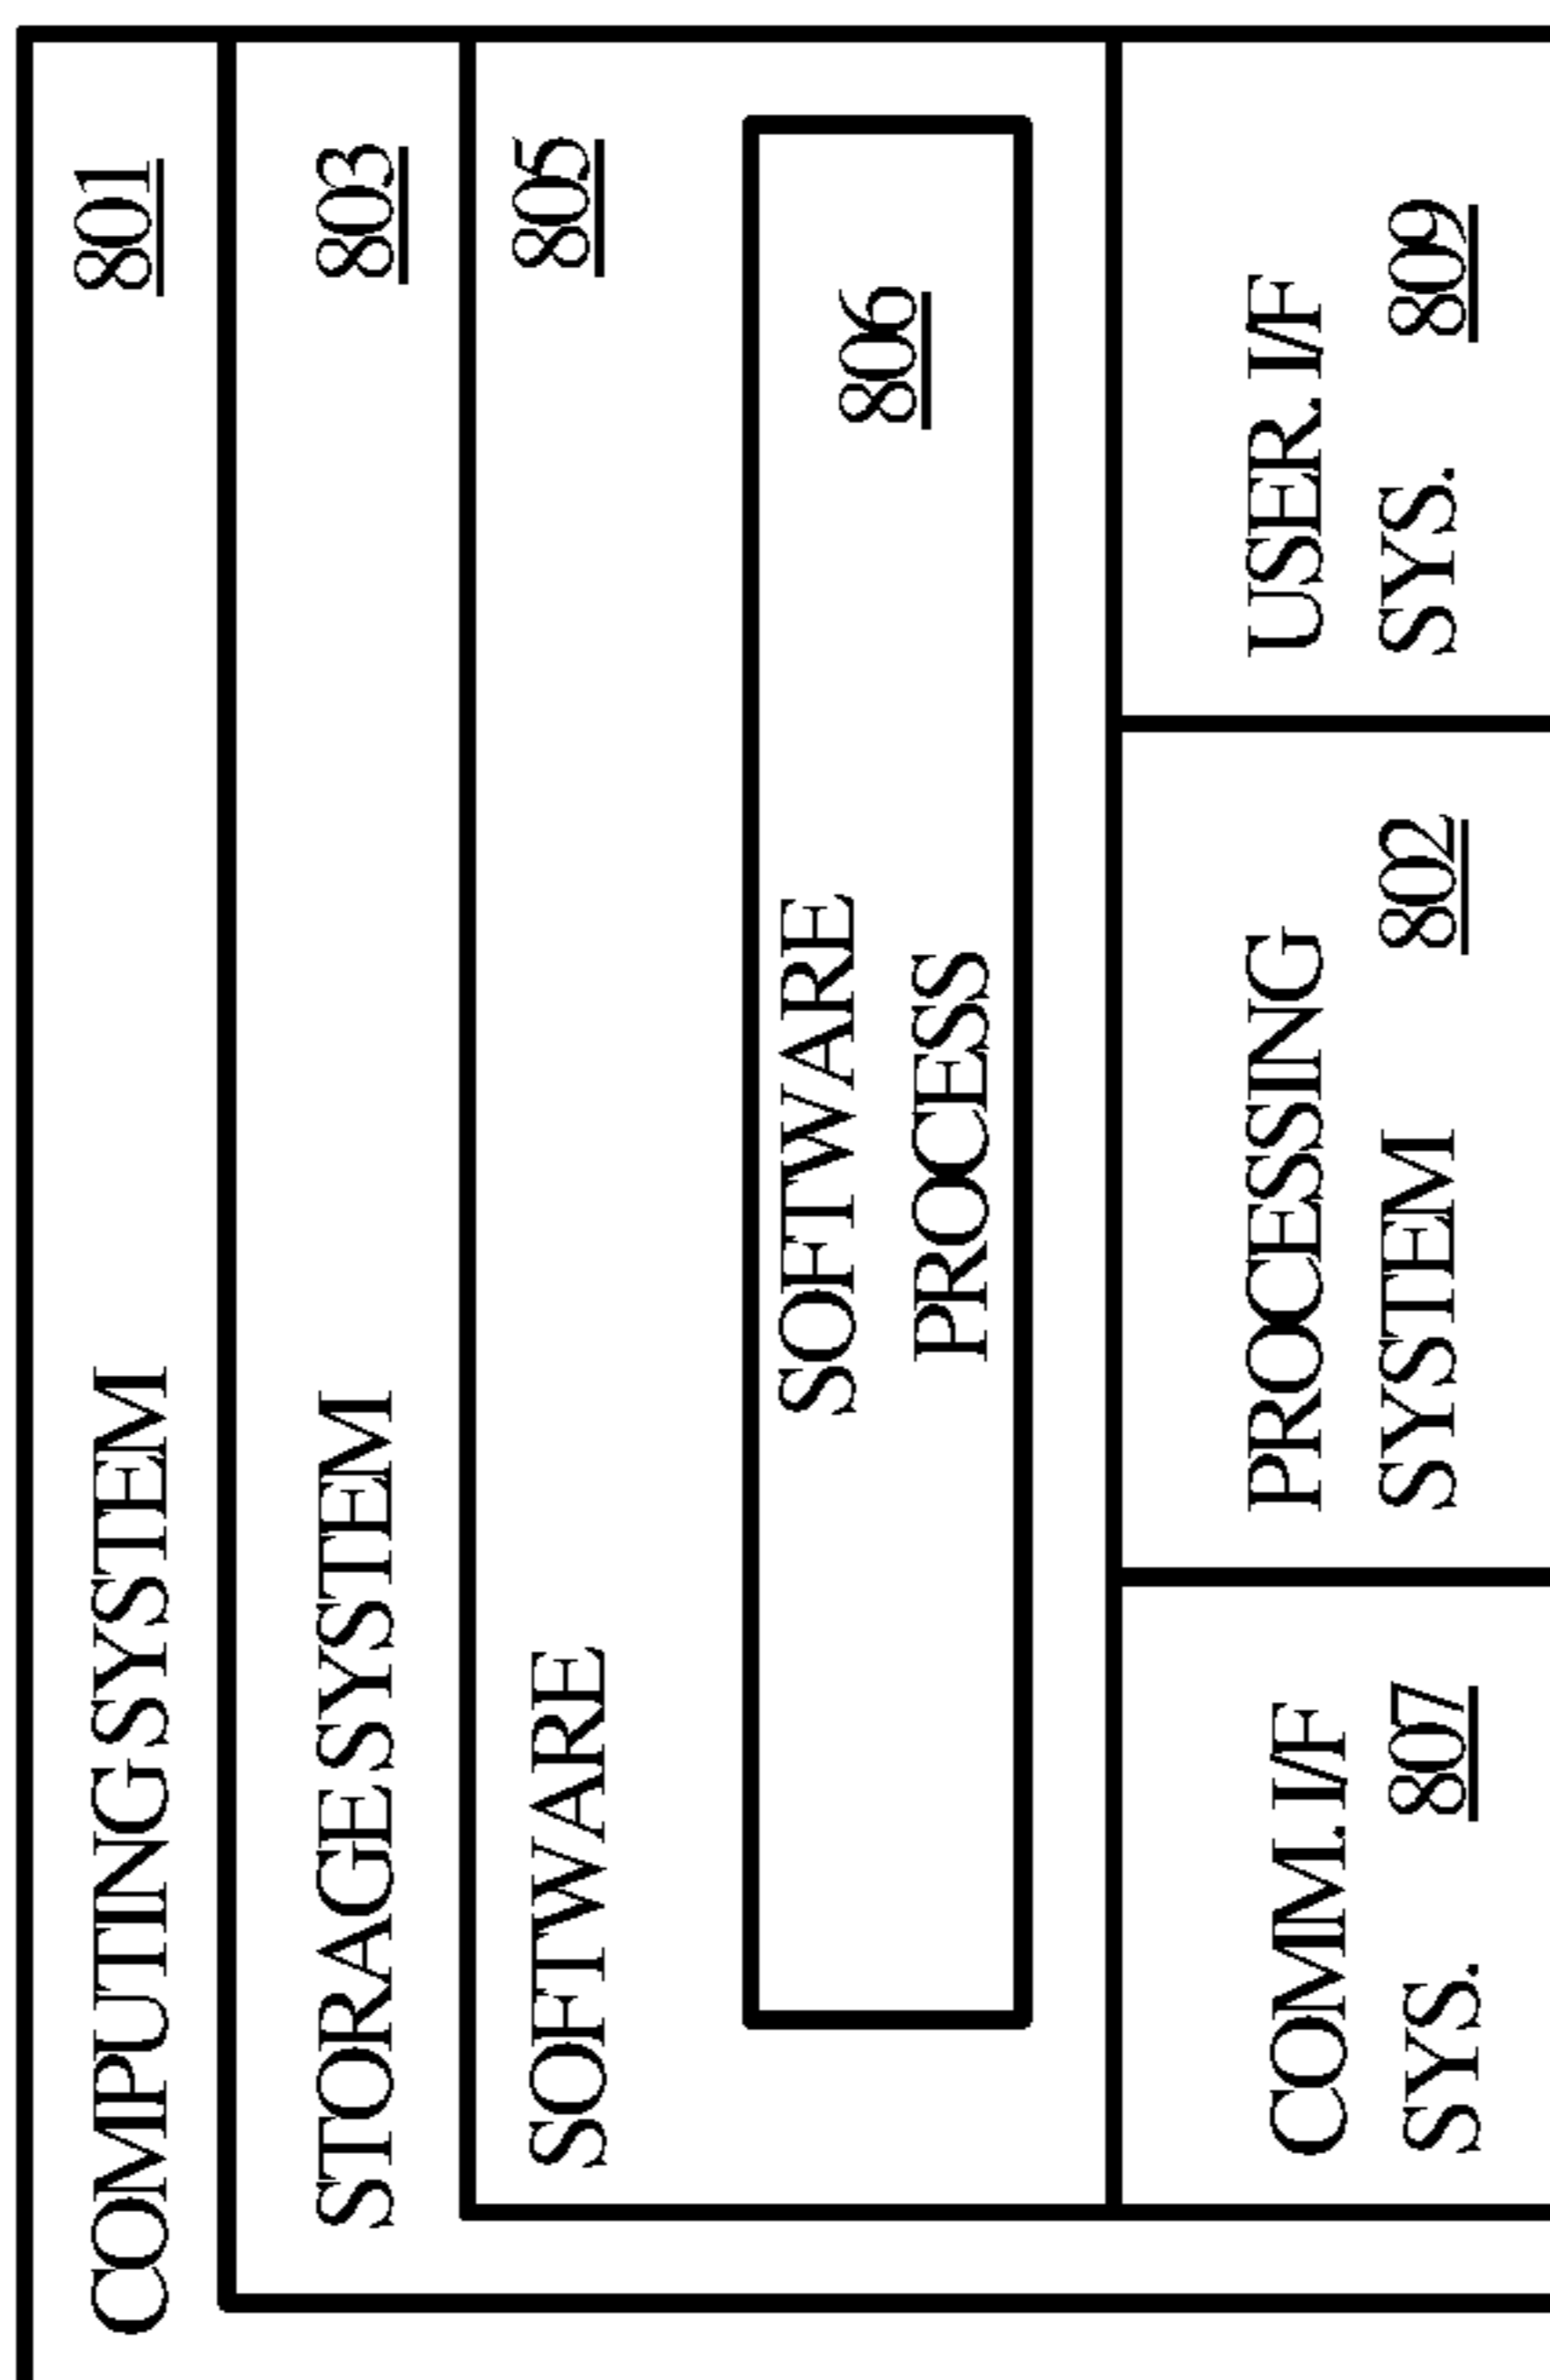 COMPUTING SYSTEM 801
STORAGE SYSTEM 803
SOFTWARE 805
SOFTWARE
PROCESS
806
COMM. I/F
SYS. 807
PROCESSING
SYSTEM 802
USER. I/F
SYS. 809